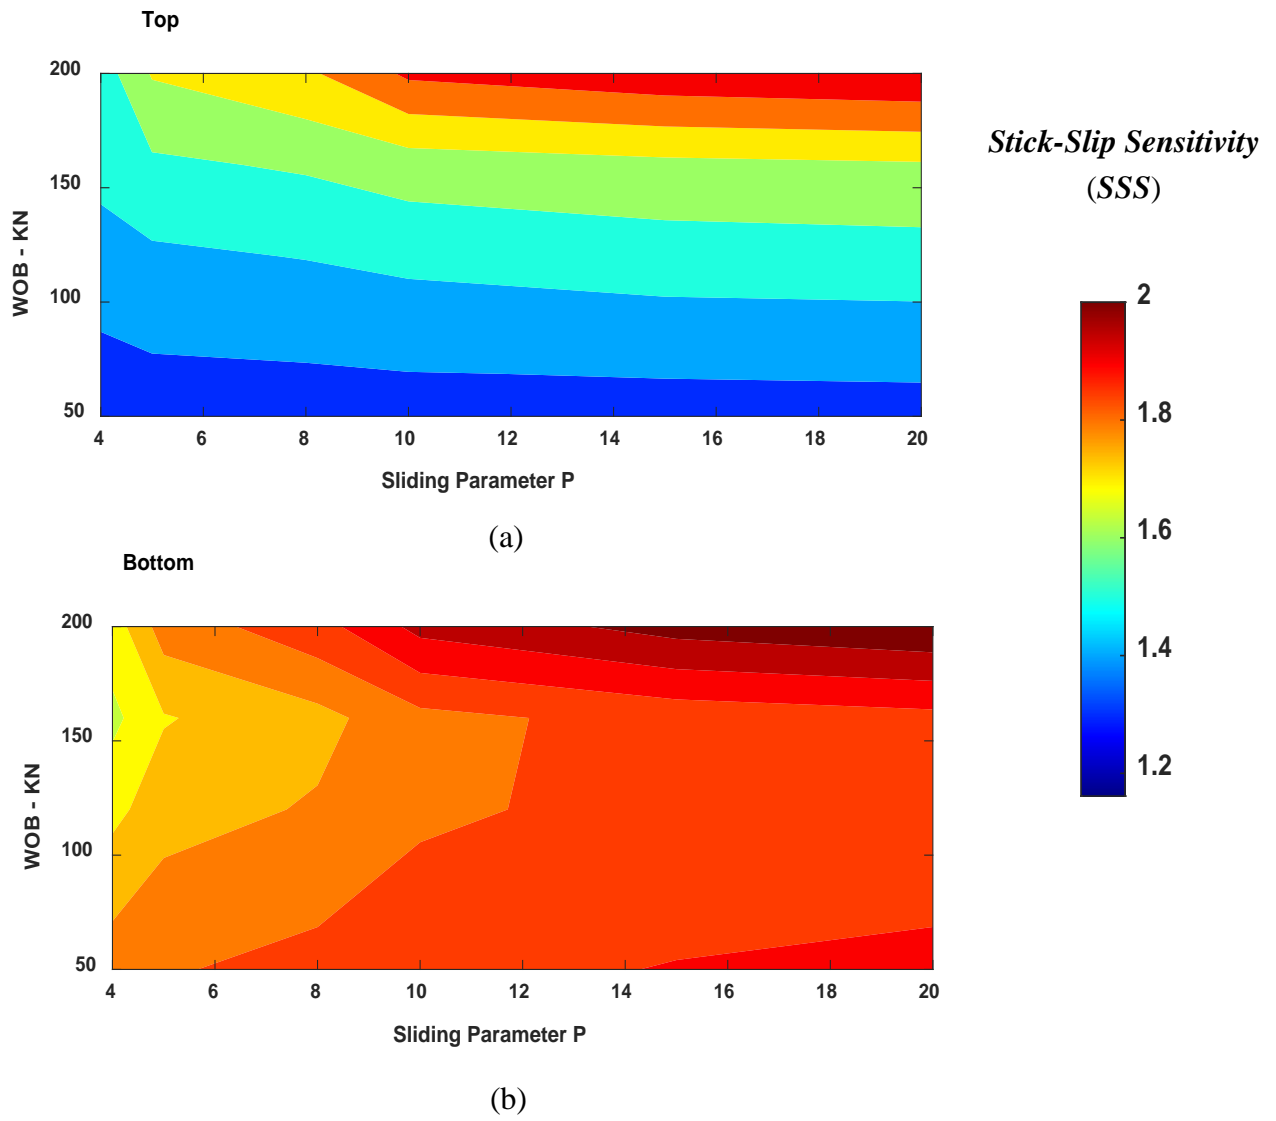 Top
200
150
100
50
WOB - KN
4 6 8 10 12 14 16 18 20
Sliding Parameter P
(a)
Stick-Slip Sensitivity
(SSS)
2
1.8
1.6
1.4
1.2
Bottom
200
150
100
50
WOB - KN
4 6 8 10 12 14 16 18 20
Sliding Parameter P
(b)